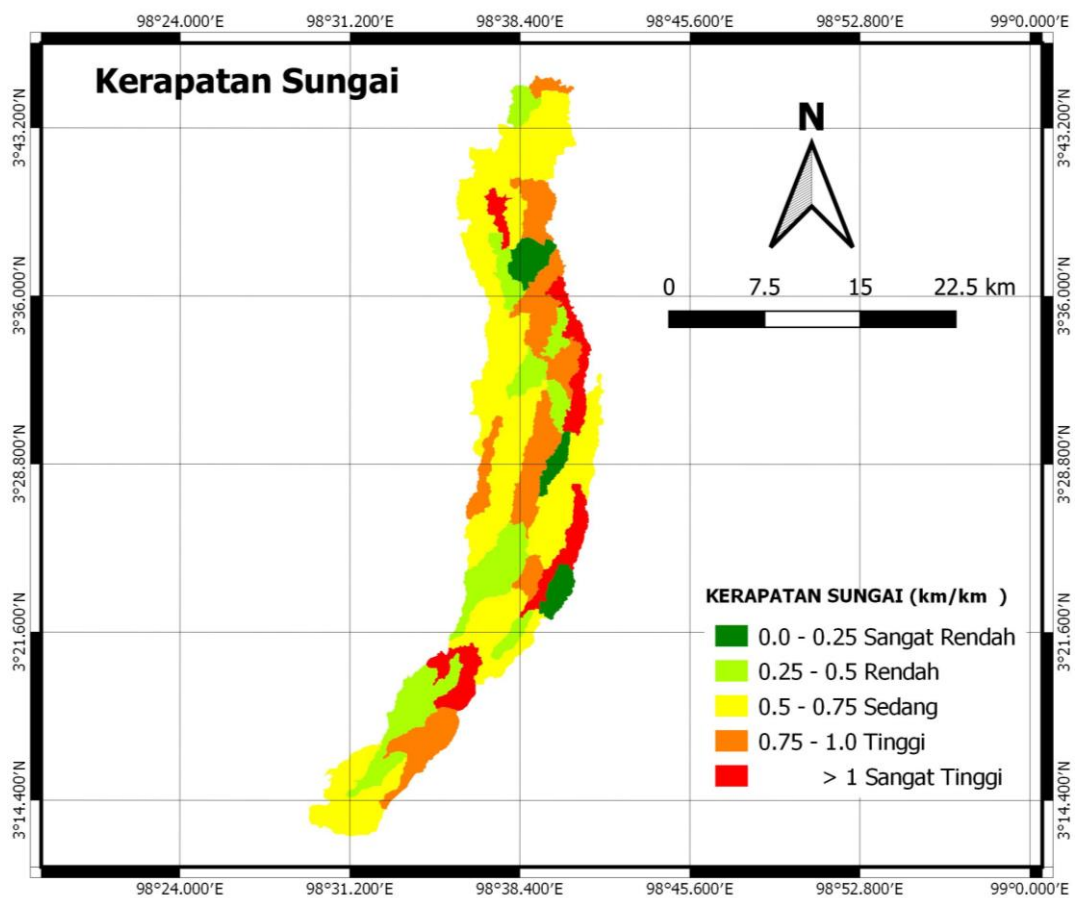 98°24.000′E 98°31.200′E 98°38.400′E 98°45.600′E 98°52.800′E 99°0.000′E
Kerapatan Sungai
3°43.200′N 3°43.200′N
N
3°36.000′N 3°36.000′N
0 7.5 15 22.5 km
3°28.800′N 3°28.800′N
KERAPATAN SUNGAI (km/km )
0.0 - 0.25 Sangat Rendah
3°21.600′N 3°21.600′N
0.25 - 0.5 Rendah
0.5 - 0.75 Sedang
0.75 - 1.0 Tinggi
> 1 Sangat Tinggi
3°14.400′N 3°14.400′N
98°24.000′E 98°31.200′E 98°38.400′E 98°45.600′E 98°52.800′E 99°0.000′E